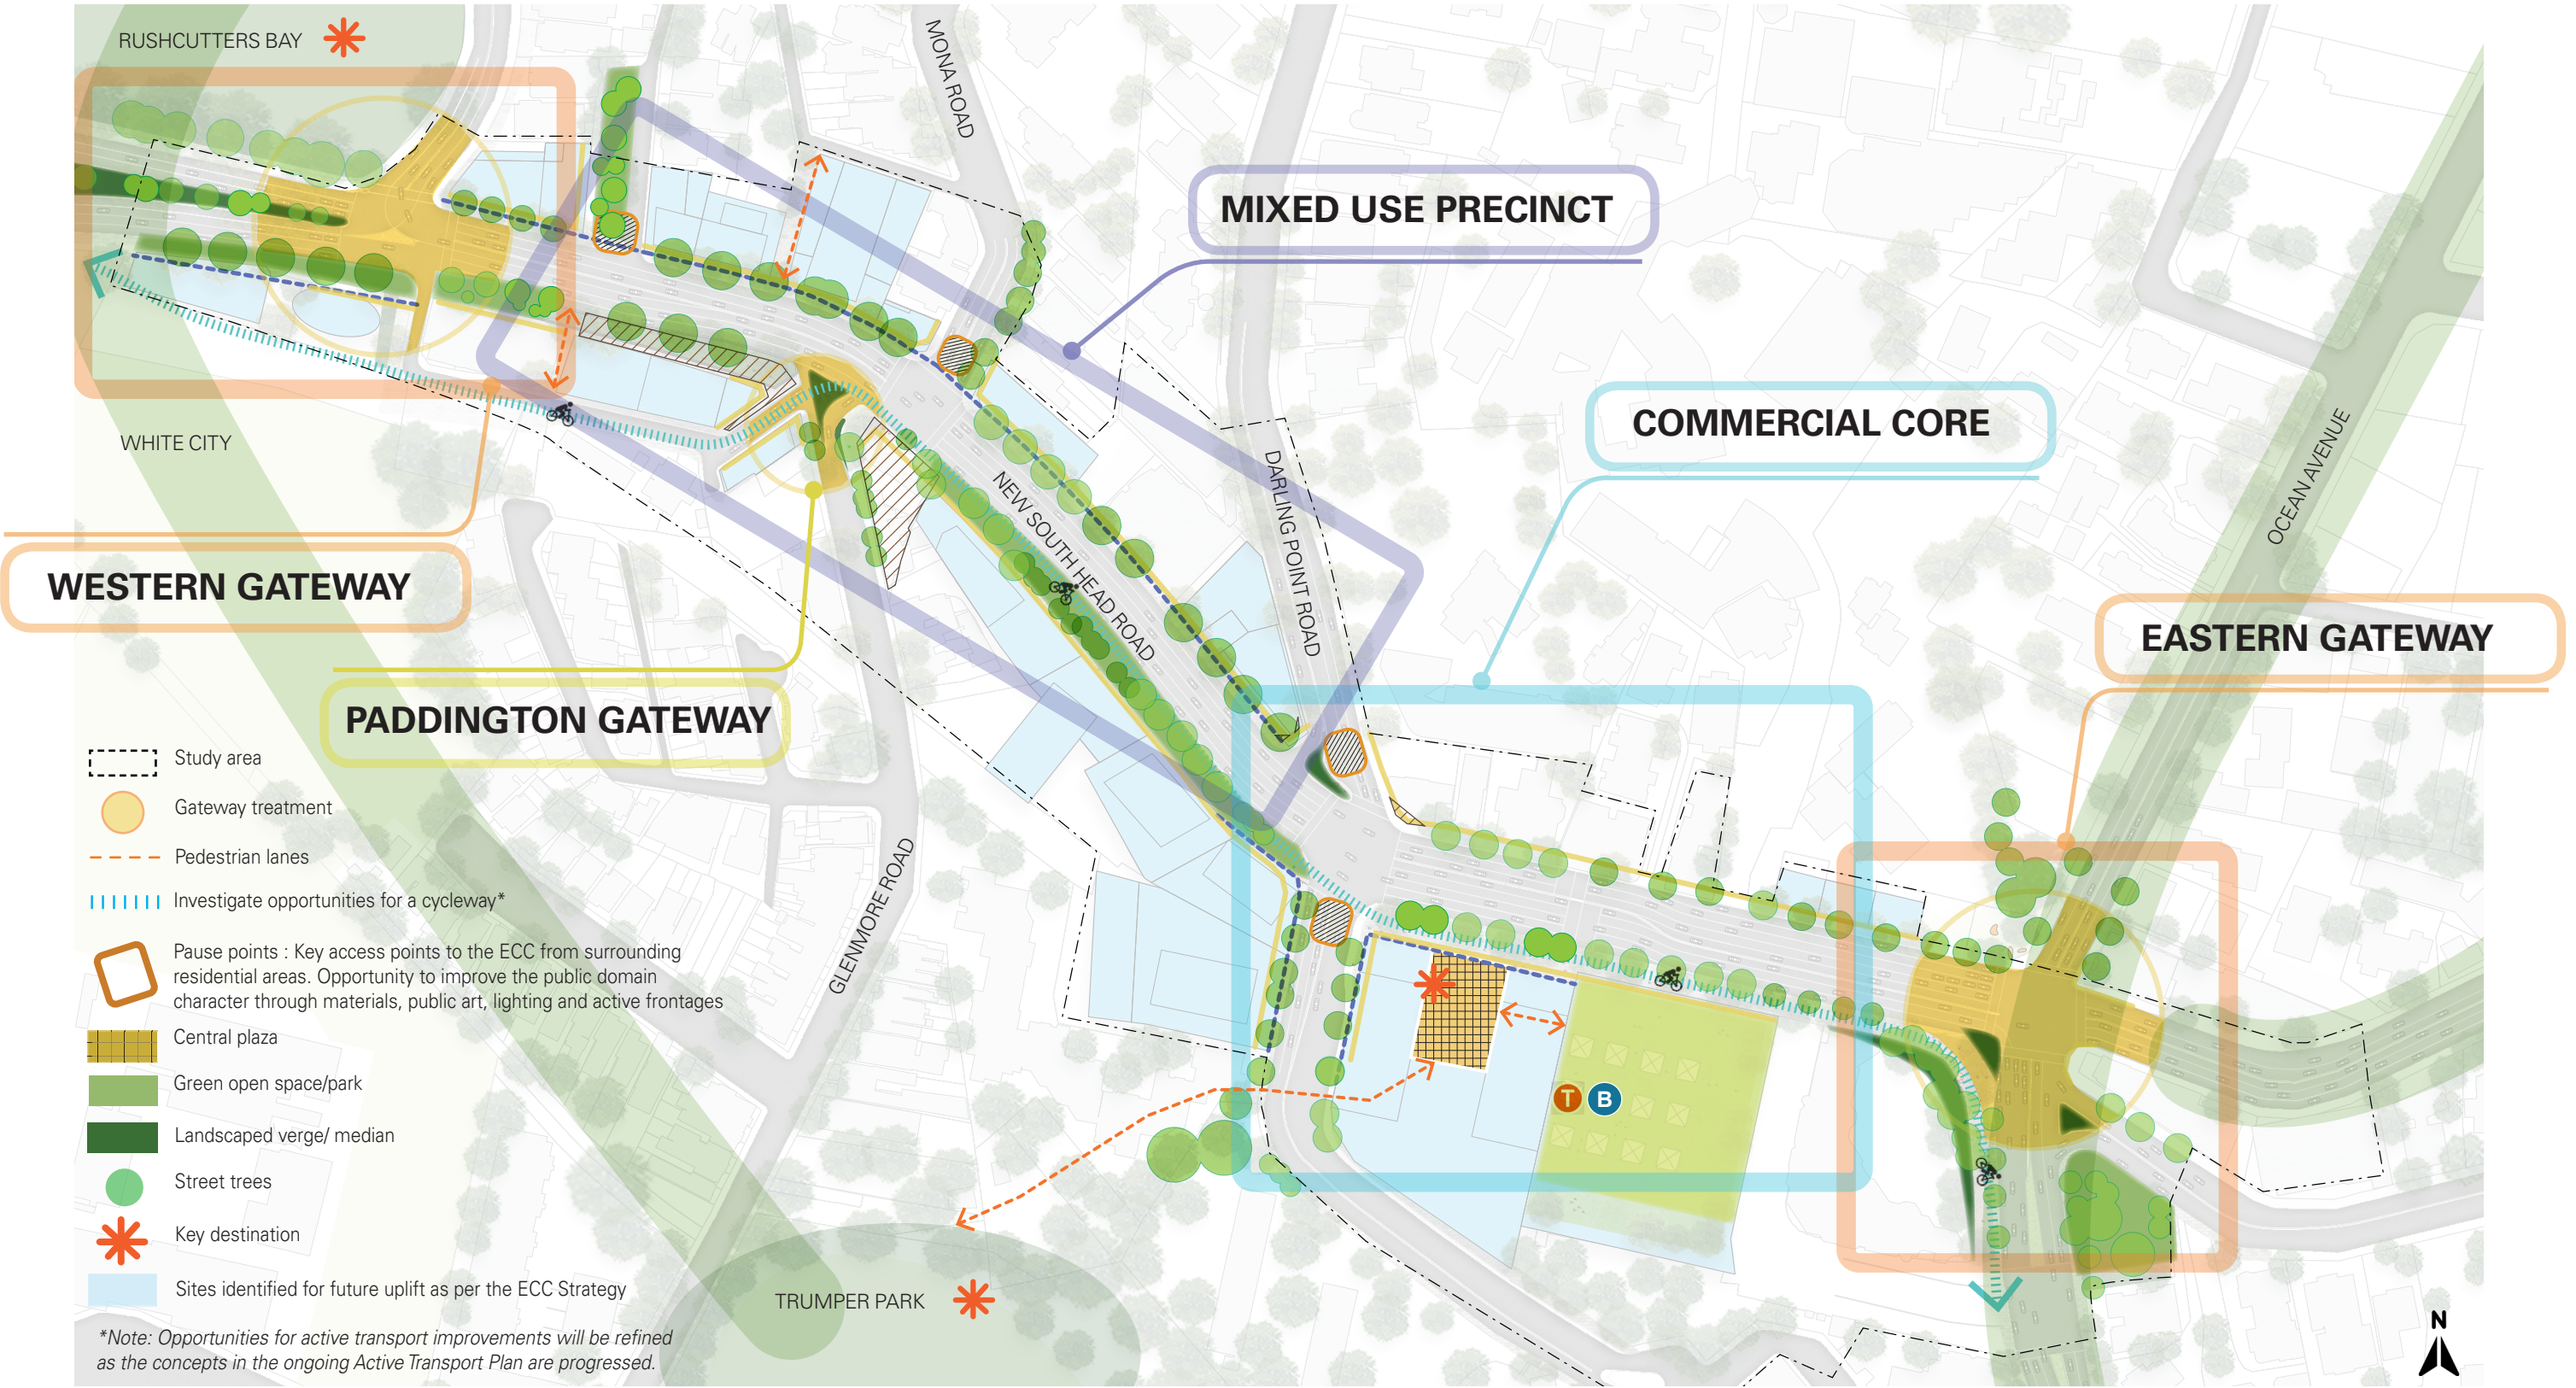 RUSHCUTTERS BAY
MONA ROAD
MIXED USE PRECINCT
COMMERCIAL CORE
WHITE CITY
DARLING POINT ROAD
OCEAN AVENUE
NEW SOUTH HEAD ROAD
WESTERN GATEWAY
EASTERN GATEWAY
PADDINGTON GATEWAY
GLENMORE ROAD
Study area
Gateway treatment
Pedestrian lanes
Investigate opportunities for a cycleway*
Pause points : Key access points to the ECC from surrounding
residential areas. Opportunity to improve the public domain
character through materials, public art, lighting and active frontages
Central plaza
Green open space/park
Landscaped verge/ median
Street trees
Key destination
Sites identified for future uplift as per the ECC Strategy
*Note: Opportunities for active transport improvements will be refined
as the concepts in the ongoing Active Transport Plan are progressed.
T B
TRUMPER PARK
N